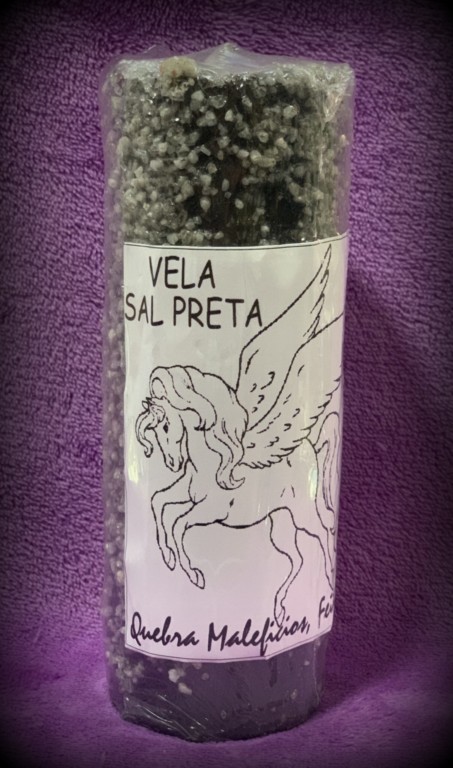 VELA
SAL PRETA
Quebra Malefícios,